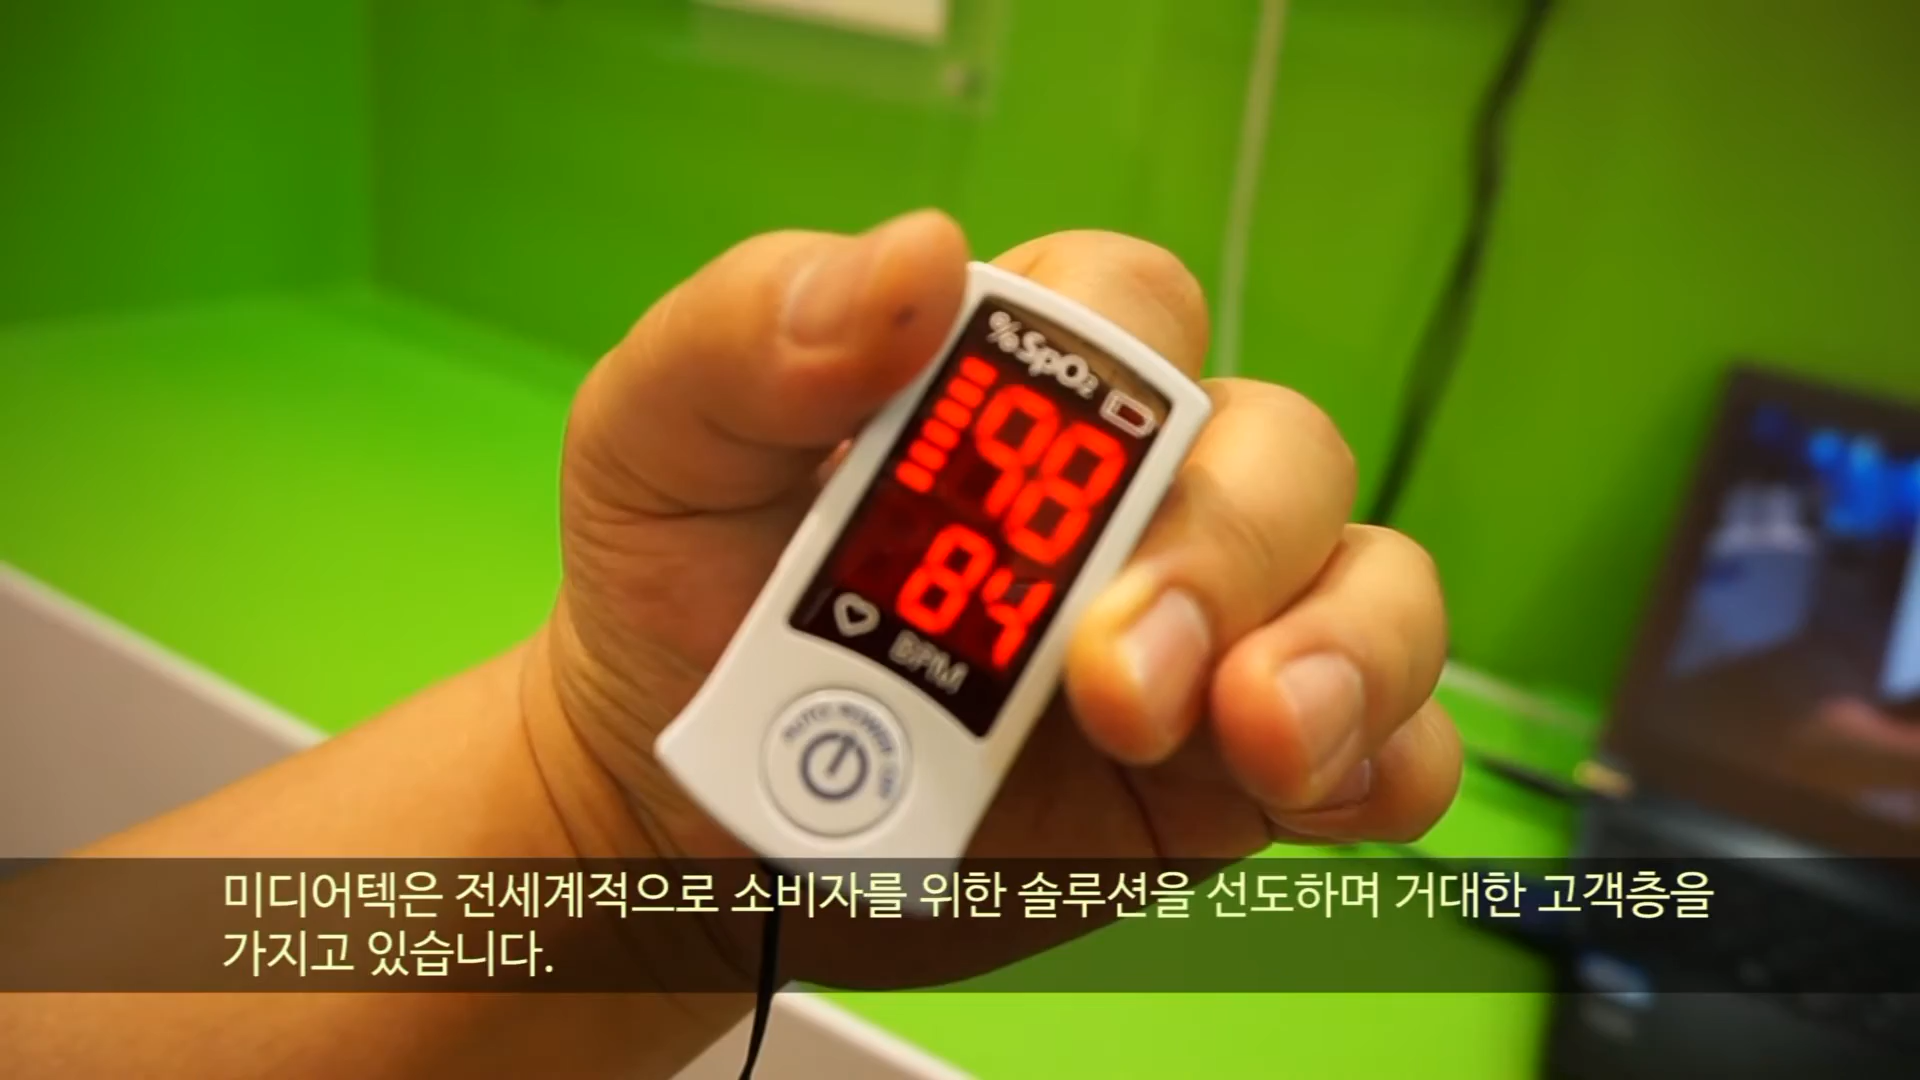 %SpO₂
98
84
BPM
미디어텍은 전세계적으로 소비자를 위한 솔루션을 선도하며 거대한 고객층을
가지고 있습니다.